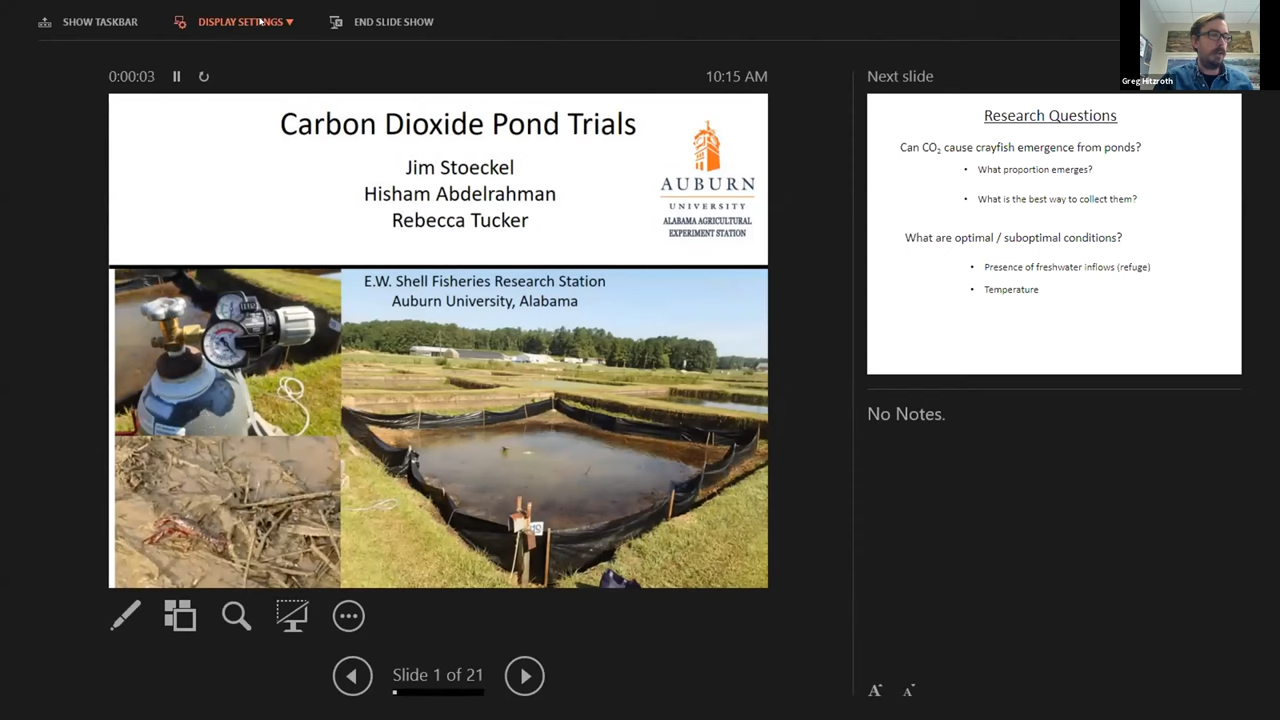 SHOW TASKBAR
DISPLAY SETTINGS ▼
END SLIDE SHOW
Greg Hitzroth
0:00:03
10:15 AM
Next slide
Carbon Dioxide Pond Trials
Jim Stoeckel
Hisham Abdelrahman
Rebecca Tucker
AUBURN
UNIVERSITY
ALABAMA AGRICULTURAL
EXPERIMENT STATION
E.W. Shell Fisheries Research Station
Auburn University, Alabama
Research Questions
Can CO₂ cause crayfish emergence from ponds?
• What proportion emerges?
• What is the best way to collect them?
What are optimal / suboptimal conditions?
• Presence of freshwater inflows (refuge)
• Temperature
No Notes.
Slide 1 of 21
A A